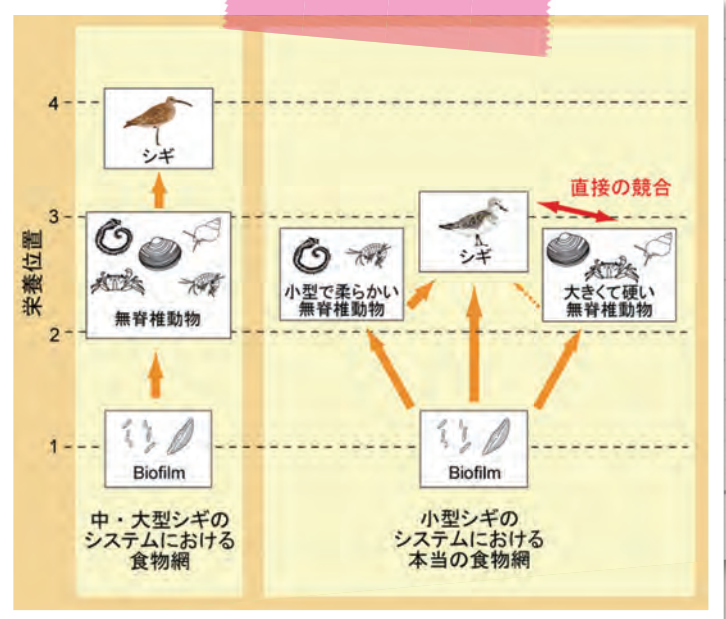 栄養位置
4
3
2
1
シギ
無脊椎動物
Biofilm
中・大型シギの
システムにおける
食物網
直接の競合
シギ
小型で柔らかい
無脊椎動物
大きくて硬い
無脊椎動物
Biofilm
小型シギの
システムにおける
本当の食物網